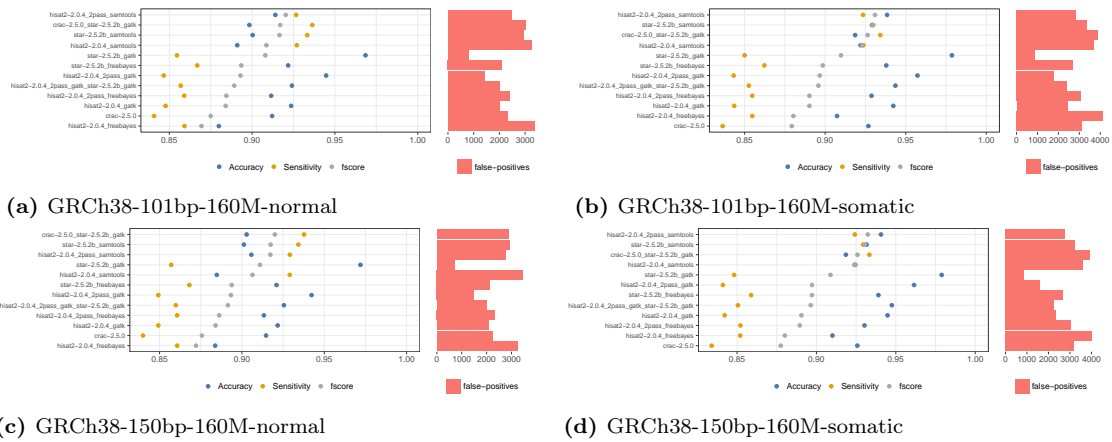 hisat2-2.0.4_2pass_samtools
crac-2.5.0_star-2.5.2b_gatk
star-2.5.2b_samtools
hisat2-2.0.4_samtools
star-2.5.2b_gatk
star-2.5.2b_freebayes
hisat2-2.0.4_2pass_gatk
hisat2-2.0.4_2pass_gatk_star-2.5.2b_gatk
hisat2-2.0.4_2pass_freebayes
hisat2-2.0.4_gatk
crac-2.5.0
hisat2-2.0.4_freebayes
0.85 0.90 0.95 1.00
0 1000 2000 3000
Accuracy Sensitivity fscore
false-positives
(a) GRCh38-101bp-160M-normal
hisat2-2.0.4_2pass_samtools
star-2.5.2b_samtools
crac-2.5.0_star-2.5.2b_gatk
hisat2-2.0.4_samtools
star-2.5.2b_gatk
star-2.5.2b_freebayes
hisat2-2.0.4_2pass_gatk
hisat2-2.0.4_2pass_gatk_star-2.5.2b_gatk
hisat2-2.0.4_2pass_freebayes
hisat2-2.0.4_gatk
hisat2-2.0.4_freebayes
crac-2.5.0
0.85 0.90 0.95 1.00
0 1000 2000 3000 4000
Accuracy Sensitivity fscore
false-positives
(b) GRCh38-101bp-160M-somatic
crac-2.5.0_star-2.5.2b_gatk
star-2.5.2b_samtools
hisat2-2.0.4_2pass_samtools
star-2.5.2b_gatk
hisat2-2.0.4_samtools
star-2.5.2b_freebayes
hisat2-2.0.4_2pass_gatk
hisat2-2.0.4_2pass_gatk_star-2.5.2b_gatk
hisat2-2.0.4_2pass_freebayes
hisat2-2.0.4_gatk
crac-2.5.0
hisat2-2.0.4_freebayes
0.85 0.90 0.95 1.00
0 1000 2000 3000
Accuracy Sensitivity fscore
false-positives
(c) GRCh38-150bp-160M-normal
hisat2-2.0.4_2pass_samtools
star-2.5.2b_samtools
crac-2.5.0_star-2.5.2b_gatk
hisat2-2.0.4_samtools
star-2.5.2b_gatk
hisat2-2.0.4_2pass_gatk
star-2.5.2b_freebayes
hisat2-2.0.4_2pass_gatk_star-2.5.2b_gatk
hisat2-2.0.4_gatk
hisat2-2.0.4_2pass_freebayes
hisat2-2.0.4_freebayes
crac-2.5.0
0.85 0.90 0.95 1.00
0 1000 2000 3000 4000
Accuracy Sensitivity fscore
false-positives
(d) GRCh38-150bp-160M-somatic